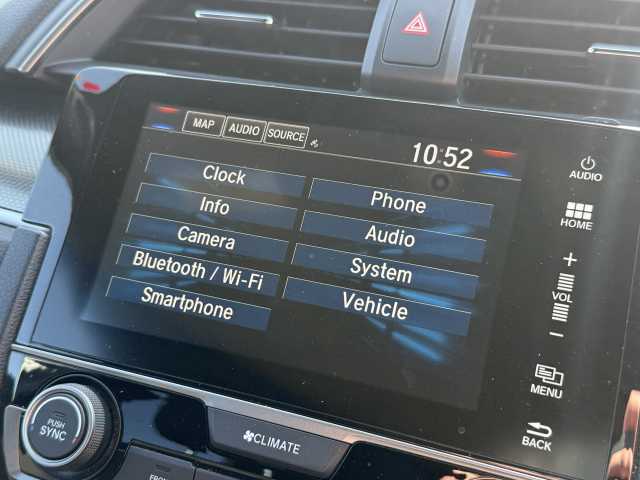 MAP AUDIO SOURCE 10:52
Clock
Info
Camera
Bluetooth / Wi-Fi
Smartphone
Phone
Audio
System
Vehicle
AUDIO
HOME
+
VOL
−
MENU
BACK
PUSH
SYNC
CLIMATE
FRONT